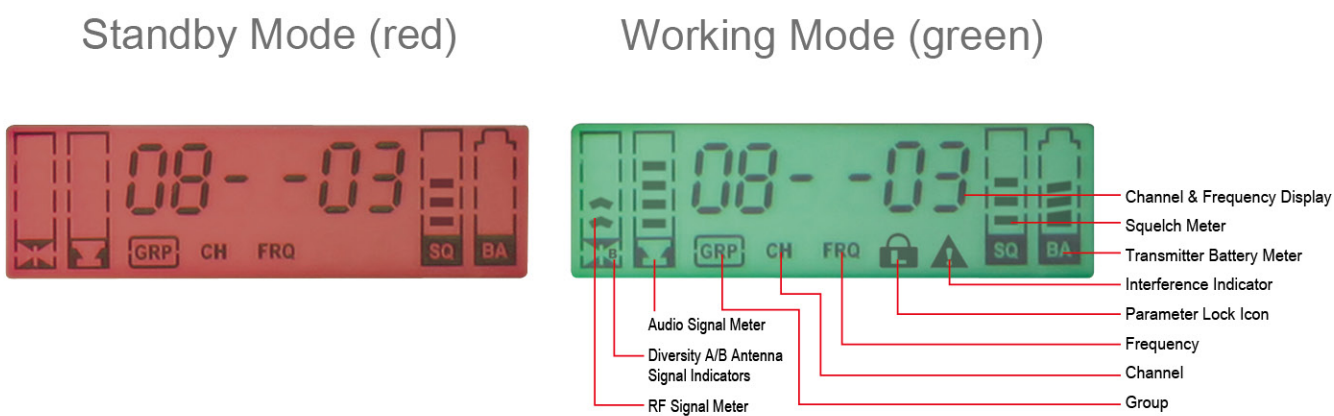 Standby Mode (red)
Working Mode (green)
08- -03
GRP CH FRQ SQ BA
08- -03
B GRP CH FRQ SQ BA
Channel & Frequency Display
Squelch Meter
Transmitter Battery Meter
Interference Indicator
Parameter Lock Icon
Frequency
Channel
Group
Audio Signal Meter
Diversity A/B Antenna
Signal Indicators
RF Signal Meter